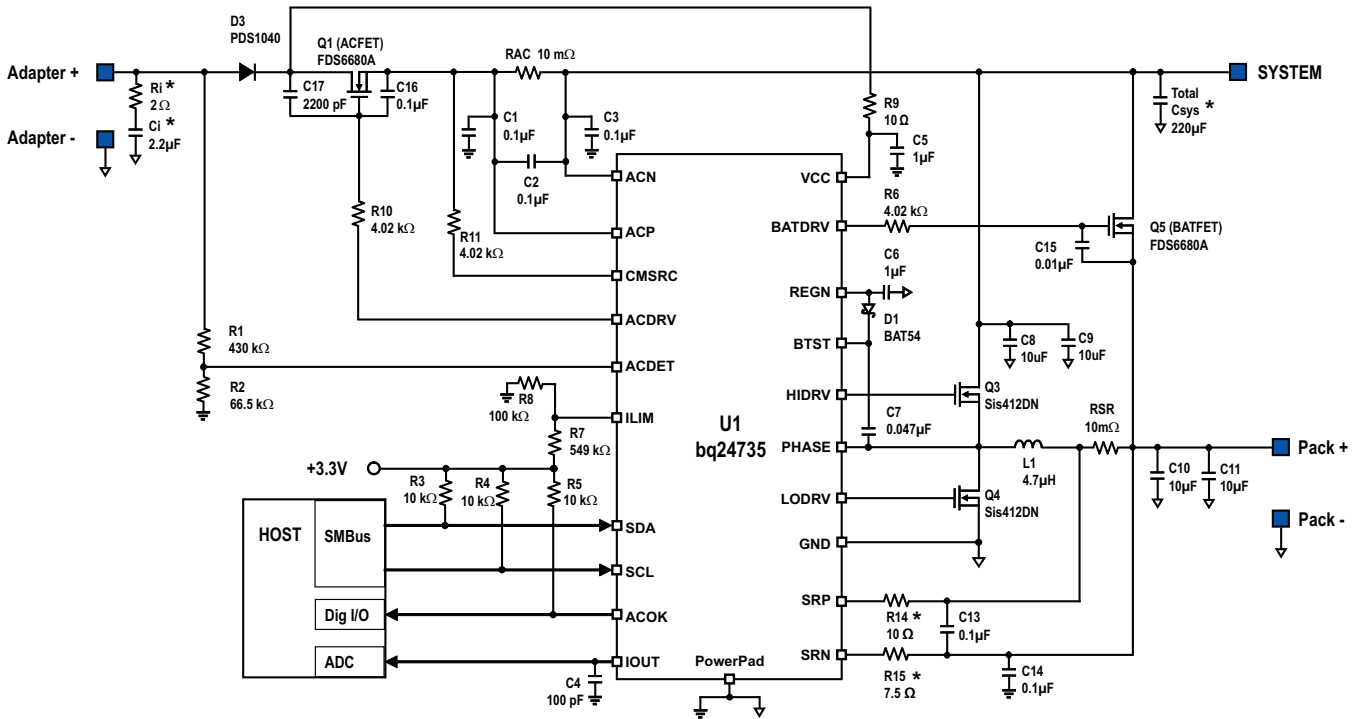 D3
PDS1040
Q1 (ACFET)
FDS6680A
RAC 10 mΩ
Adapter +
SYSTEM
Ri *
2Ω
Ci *
2.2µF
Adapter -
C17
2200 pF
C16
0.1µF
C1
0.1µF
C3
0.1µF
C2
0.1µF
R9
10Ω
C5
1µF
Total
Csys *
220µF
R10
4.02 kΩ
R11
4.02 kΩ
ACN
ACP
CMSRC
ACDRV
ACDET
ILIM
SDA
SCL
ACOK
IOUT
VCC
BATDRV
REGN
BTST
HIDRV
PHASE
LODRV
GND
SRP
SRN
PowerPad
U1
bq24735
R6
4.02 kΩ
Q5 (BATFET)
FDS6680A
C15
0.01µF
C6
1µF
D1
BAT54
C8
10uF
C9
10uF
R1
430 kΩ
R2
66.5 kΩ
R8
100 kΩ
R7
549 kΩ
+3.3V
R3
10 kΩ
R4
10 kΩ
R5
10 kΩ
Q3
Sis412DN
C7
0.047µF
RSR
10mΩ
L1
4.7µH
Pack +
C10
10µF
C11
10µF
Q4
Sis412DN
Pack -
HOST
SMBus
Dig I/O
ADC
C4
100 pF
R14 *
10 Ω
C13
0.1µF
R15 *
7.5 Ω
C14
0.1µF